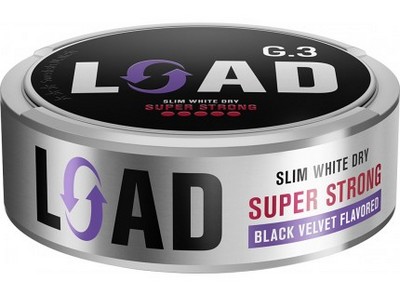 G.3
LOAD
SLIM WHITE DRY
SUPER STRONG
LOAD
SLIM WHITE DRY
SUPER STRONG
BLACK VELVET FLAVORED